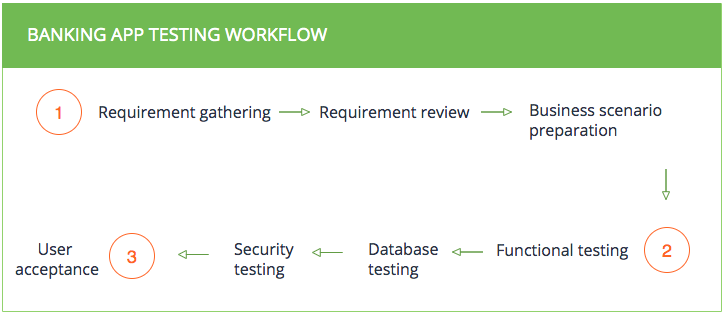 BANKING APP TESTING WORKFLOW
1 Requirement gathering Requirement review Business scenario
preparation
2 Functional testing
Database
testing
Security
testing
3
User
acceptance